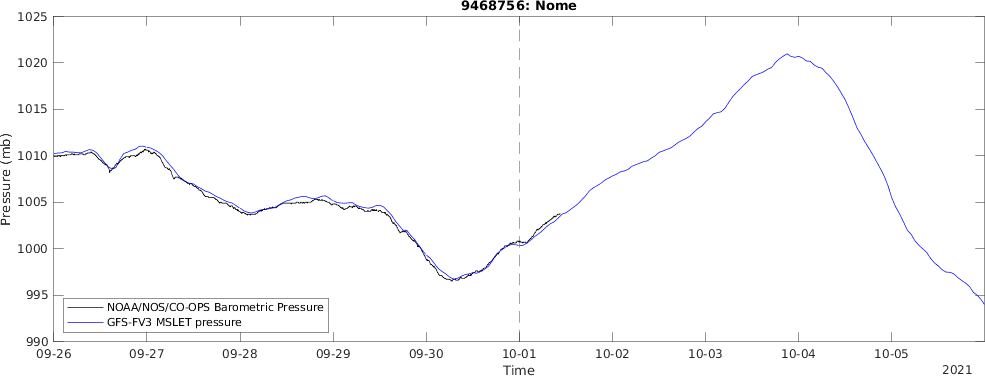 9468756: Nome
1025
1020
1015
1010
1005
1000
995
990
Pressure (mb)
NOAA/NOS/CO-OPS Barometric Pressure
GFS-FV3 MSLET pressure
09-26 09-27 09-28 09-29 09-30 10-01 10-02 10-03 10-04 10-05
Time
2021